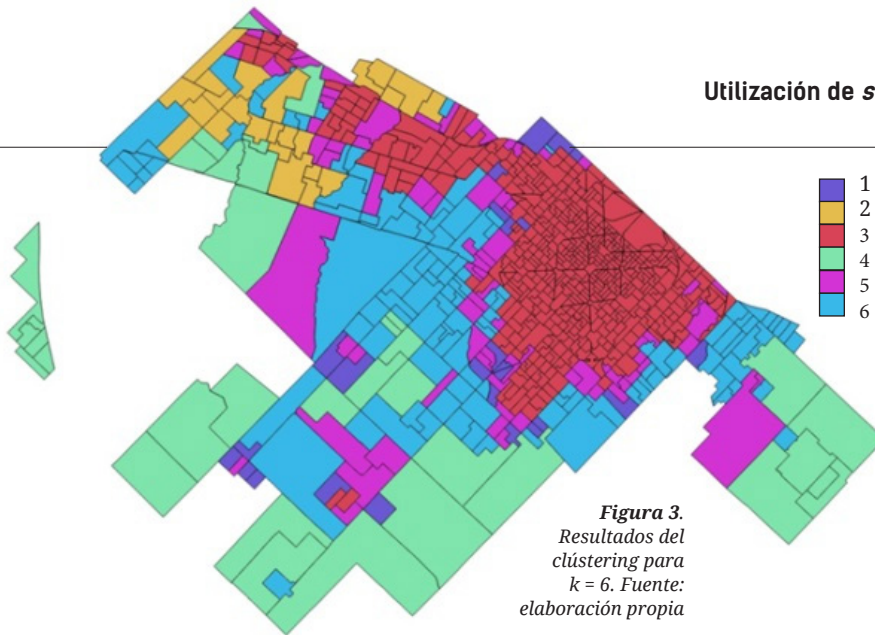 Utilización de s
1
2
3
4
5
6
Figura 3.
Resultados del
clústering para
k = 6. Fuente:
elaboración propia